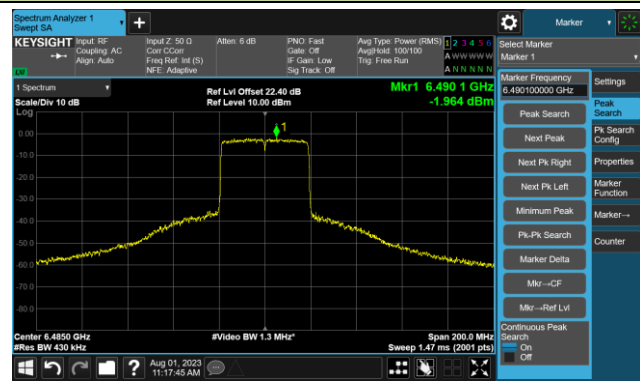 Spectrum Analyzer 1
Swept SA
Marker
KEYSIGHT
Input: RF
Coupling: AC
Align: Auto
Input Z: 50 Ω
Corr CCorr
Freq Ref: Int (S)
NFE: Adaptive
Atten: 6 dB
PNO: Fast
Gate: Off
IF Gain: Low
Sig Track: Off
Avg Type: Power (RMS)
Avg|Hold: 100/100
Trig: Free Run
1 2 3 4 5 6
A W W W W W
A N N N N N
LXI
Select Marker
Marker 1
1 Spectrum
Scale/Div 10 dB
Log
Ref Lvl Offset 22.40 dB
Ref Level 10.00 dBm
Mkr1 6.490 1 GHz
-1.964 dBm
0.00
-10.0
-20.0
-30.0
-40.0
-50.0
-60.0
-70.0
-80.0
1
Center 6.4850 GHz
#Res BW 430 kHz
#Video BW 1.3 MHz*
Span 200.0 MHz
Sweep 1.47 ms (2001 pts)
Marker Frequency
6.490100000 GHz
Peak Search
Next Peak
Next Pk Right
Next Pk Left
Minimum Peak
Pk-Pk Search
Marker Delta
Mkr→CF
Mkr→Ref Lvl
Continuous Peak
Search
On
Off
Settings
Peak
Search
Pk Search
Config
Properties
Marker
Function
Marker→
Counter
?
Aug 01, 2023
11:17:45 AM